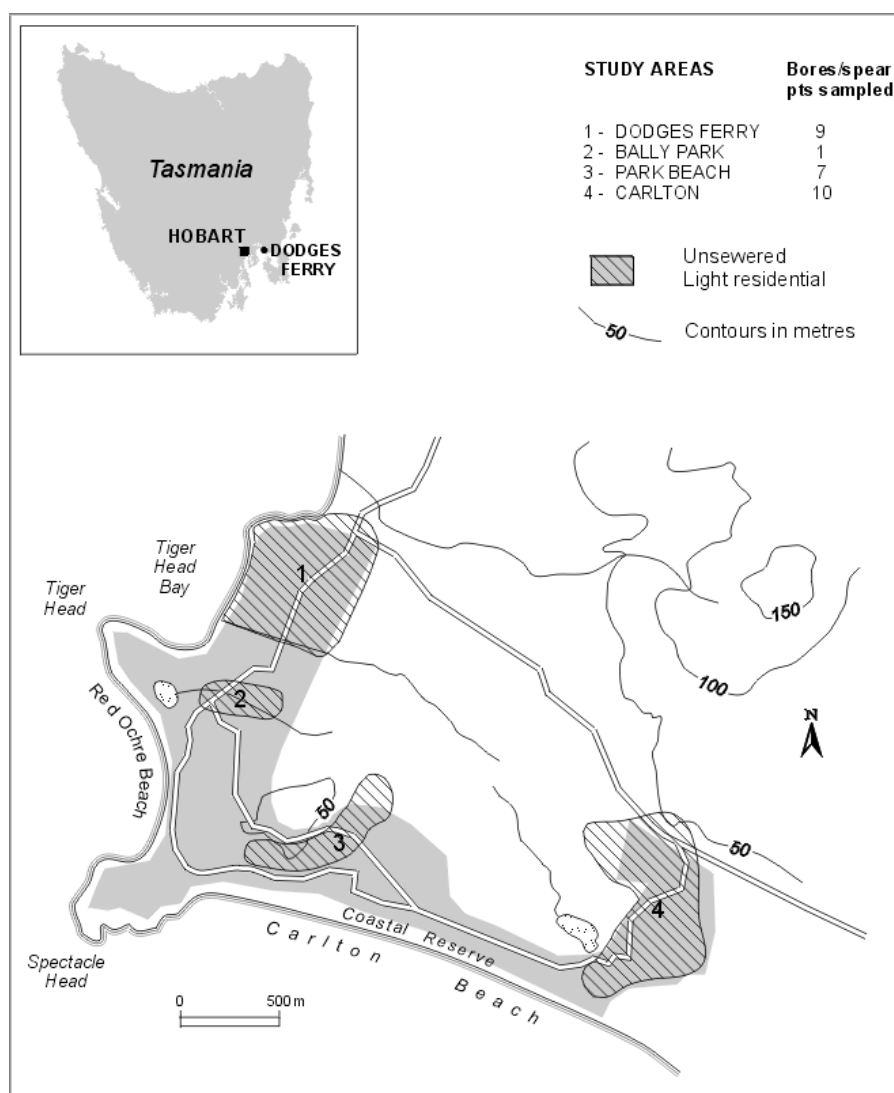 Tasmania
HOBART
DODGES
FERRY
STUDY AREAS Bores/spear
pts sampled
1 - DODGES FERRY 9
2 - BALLY PARK 1
3 - PARK BEACH 7
4 - CARLTON 10
Unsewered
Light residential
50 Contours in metres
Tiger
Head
Bay
Tiger
Head
1
150
100
2
Red Ochre Beach
N
50
3
50
4
Coastal Reserve
Carlton Beach
Spectacle
Head
0 500 m